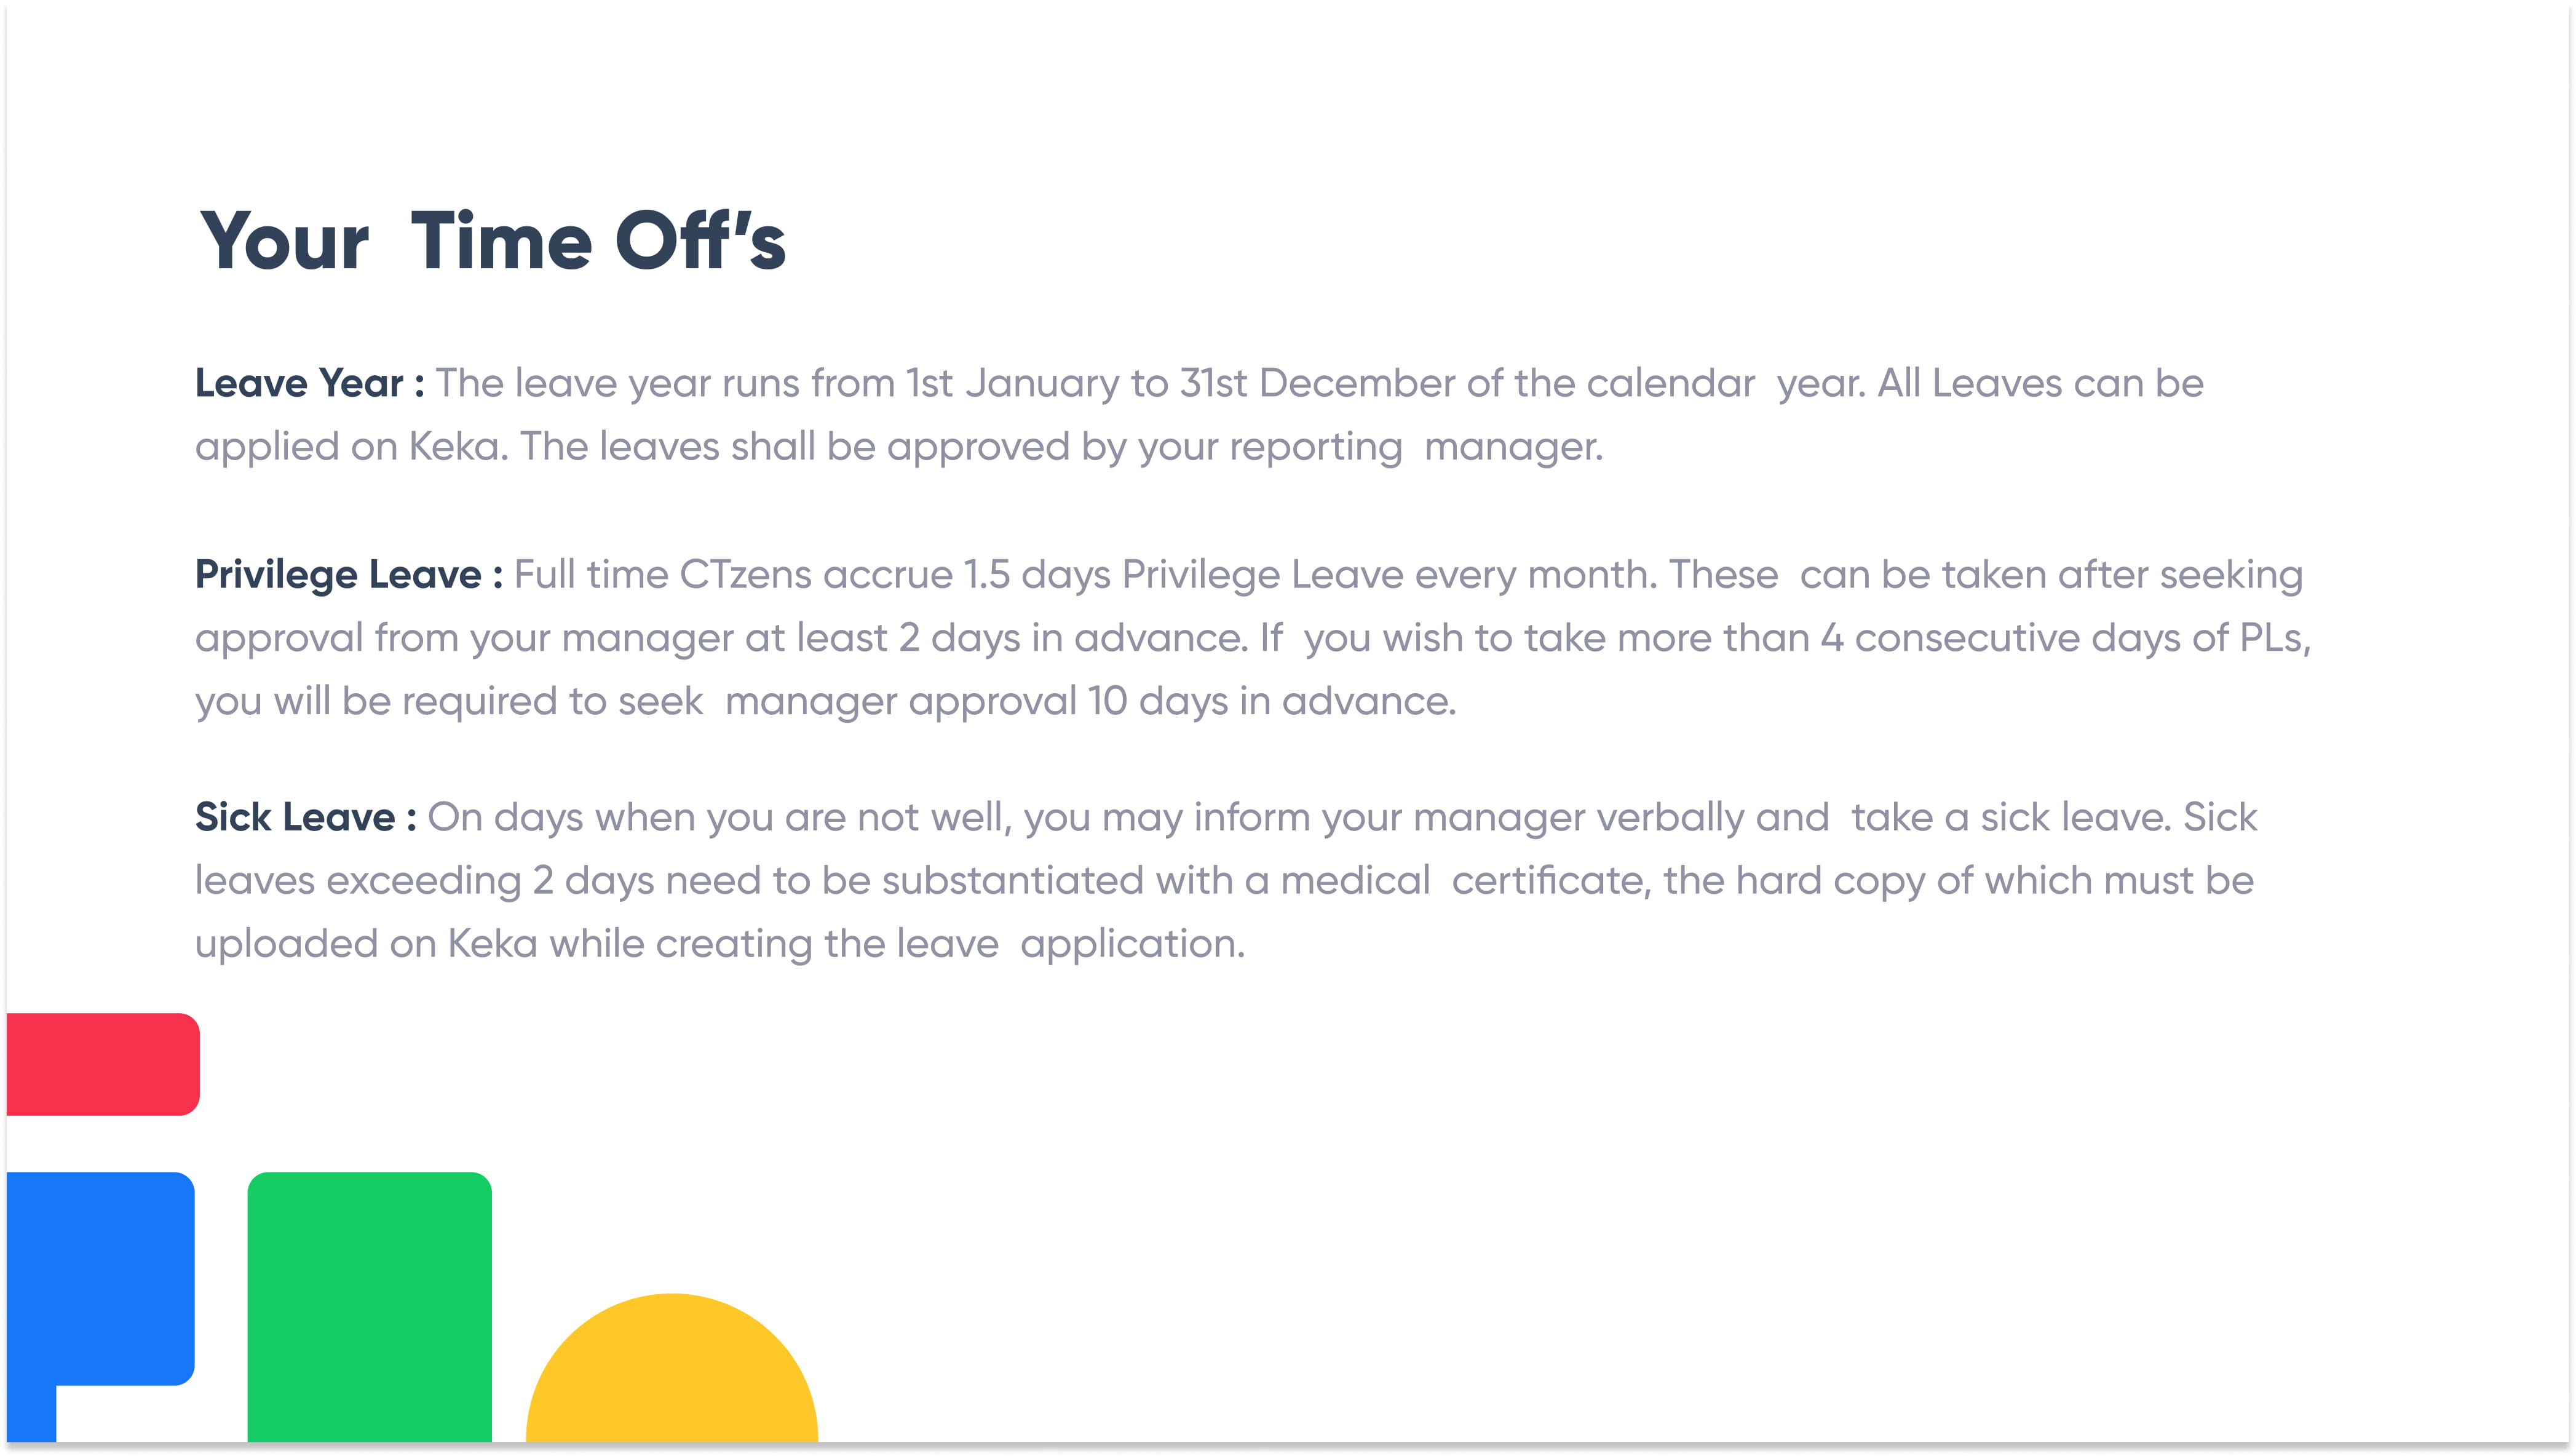 Your  Time Off’s
Leave Year : The leave year runs from 1st January to 31st December of the calendar  year. All Leaves can be
applied on Keka. The leaves shall be approved by your reporting  manager.
Privilege Leave : Full time CTzens accrue 1.5 days Privilege Leave every month. These  can be taken after seeking
approval from your manager at least 2 days in advance. If  you wish to take more than 4 consecutive days of PLs,
you will be required to seek  manager approval 10 days in advance.
Sick Leave : On days when you are not well, you may inform your manager verbally and  take a sick leave. Sick
leaves exceeding 2 days need to be substantiated with a medical  certificate, the hard copy of which must be
uploaded on Keka while creating the leave  application.